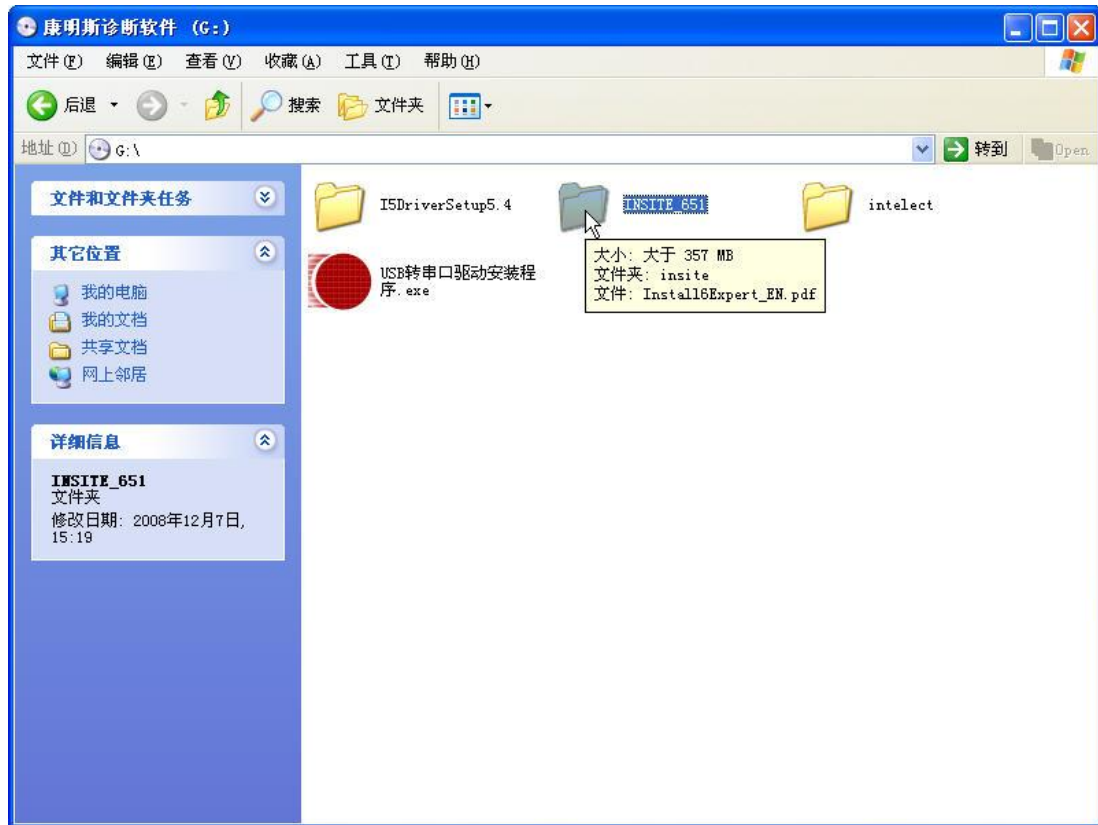 康明斯诊断软件 (G:)
文件(F) 编辑(E) 查看(V) 收藏(A) 工具(T) 帮助(H)
后退 搜索 文件夹
地址(D) G:\ 转到 Open
文件和文件夹任务
其它位置
我的电脑
我的文档
共享文档
网上邻居
详细信息
INSITE_651
文件夹
修改日期: 2008年12月7日,
15:19
I5DriverSetup5.4
INSITE_651
intelect
USB转串口驱动安装程
序.exe
大小: 大于 357 MB
文件夹: insite
文件: Install6Expert_EN.pdf